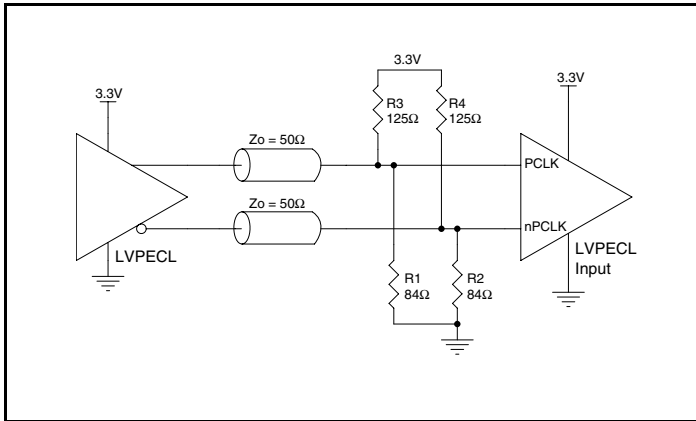 3.3V
3.3V
R3
125Ω
R4
125Ω
3.3V
Zo = 50Ω
PCLK
Zo = 50Ω
nPCLK
LVPECL
LVPECL
Input
R1
84Ω
R2
84Ω